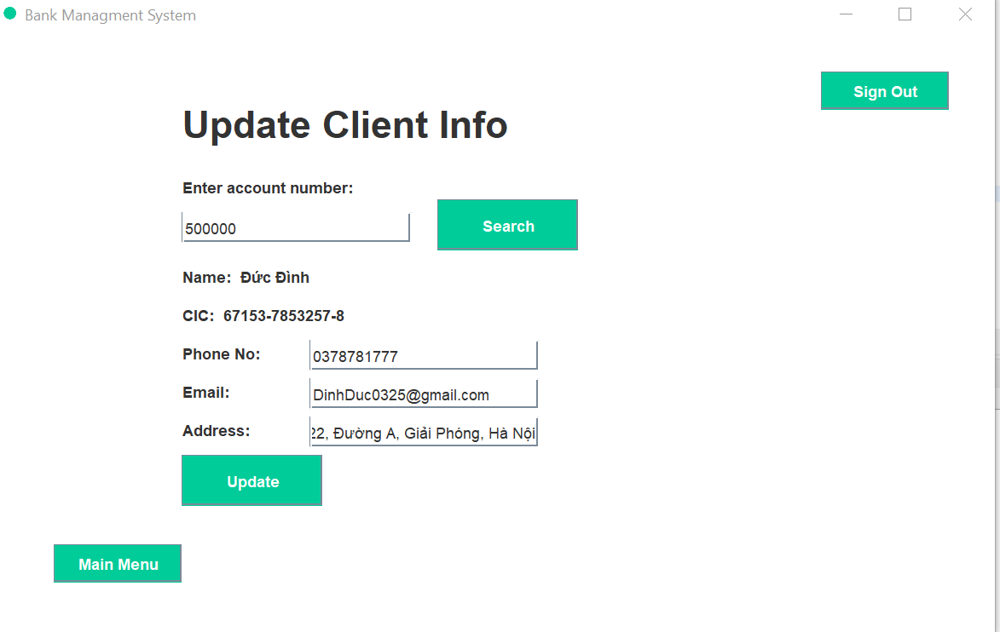 Bank Managment System
Sign Out
Update Client Info
Enter account number:
500000
Search
Name: Đức Đình
CIC: 67153-7853257-8
Phone No: 0378781777
Email: DinhDuc0325@gmail.com
Address: 22, Đường A, Giải Phóng, Hà Nội
Update
Main Menu